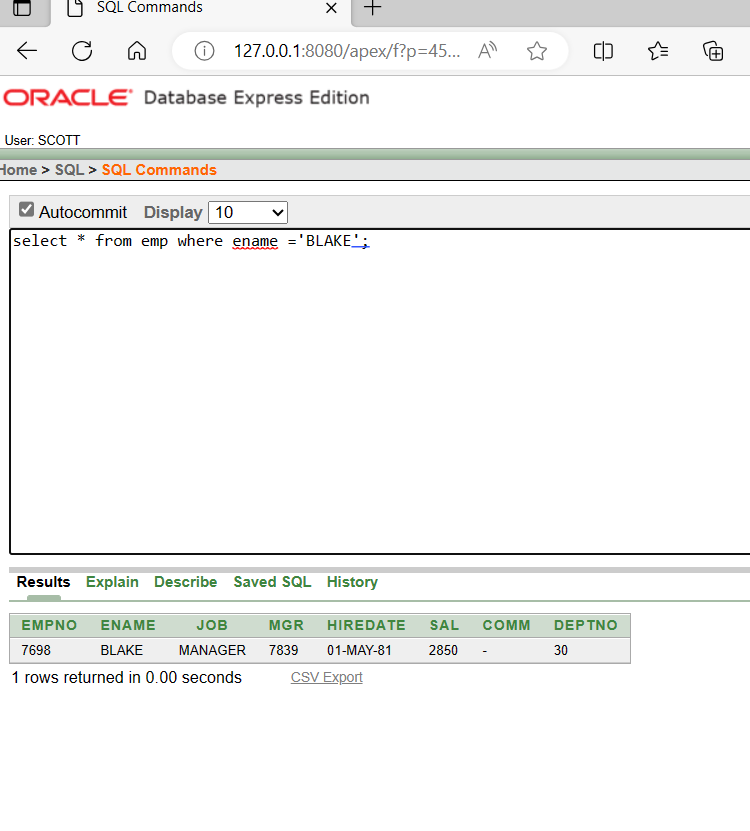 SQL Commands
127.0.0.1:8080/apex/f?p=45...
ORACLE Database Express Edition
User: SCOTT
Home > SQL > SQL Commands
Autocommit Display 10
select * from emp where ename ='BLAKE';
Results Explain Describe Saved SQL History
EMPNO ENAME JOB MGR HIREDATE SAL COMM DEPTNO
7698 BLAKE MANAGER 7839 01-MAY-81 2850 - 30
1 rows returned in 0.00 seconds CSV Export